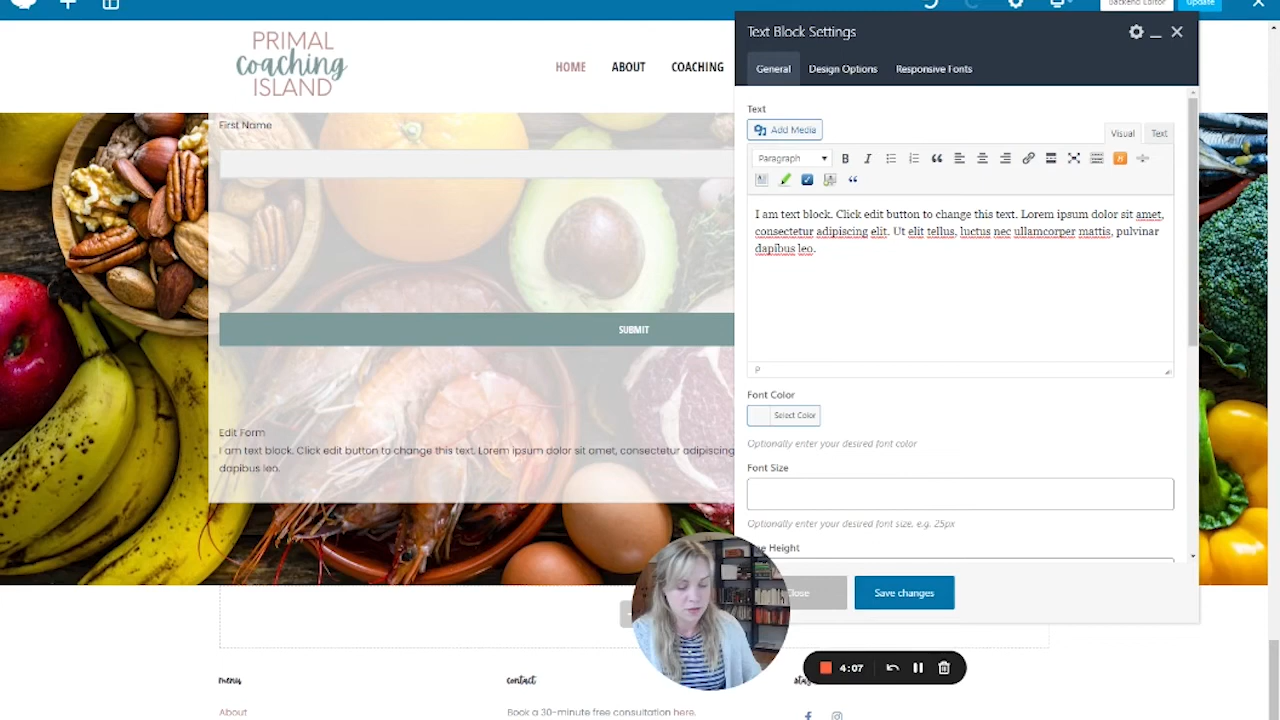 Backend Editor
Update
PRIMAL
coaching
ISLAND
HOME
ABOUT
COACHING
First Name
SUBMIT
Edit Form
I am text block. Click edit button to change this text. Lorem ipsum dolor sit amet, consectetur adipiscing
dapibus leo.
menu
contact
About
Book a 30-minute free consultation here.
Text Block Settings
General
Design Options
Responsive Fonts
Text
Add Media
Visual
Text
Paragraph
B
I
I am text block. Click edit button to change this text. Lorem ipsum dolor sit amet,
consectetur adipiscing elit. Ut elit tellus, luctus nec ullamcorper mattis, pulvinar
dapibus leo.
P
Font Color
Select Color
Optionally enter your desired font color
Font Size
Optionally enter your desired font size, e.g. 25px
Height
Close
Save changes
4:07